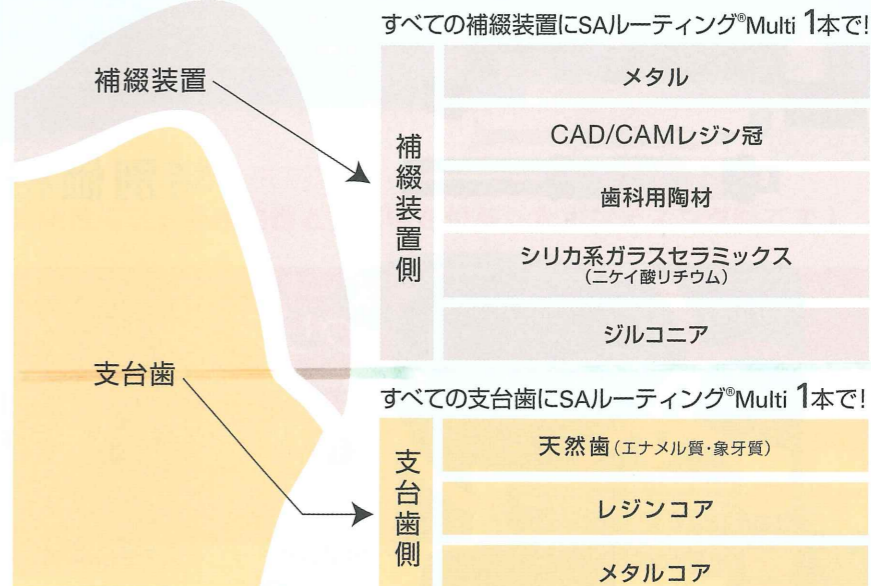 すべての補綴装置にSAルーティング®Multi 1本で!
補綴装置
補綴装置側
メタル
CAD/CAMレジン冠
歯科用陶材
シリカ系ガラスセラミックス
(二ケイ酸リチウム)
ジルコニア
支台歯
すべての支台歯にSAルーティング®Multi 1本で!
支台歯側
天然歯(エナメル質・象牙質)
レジンコア
メタルコア